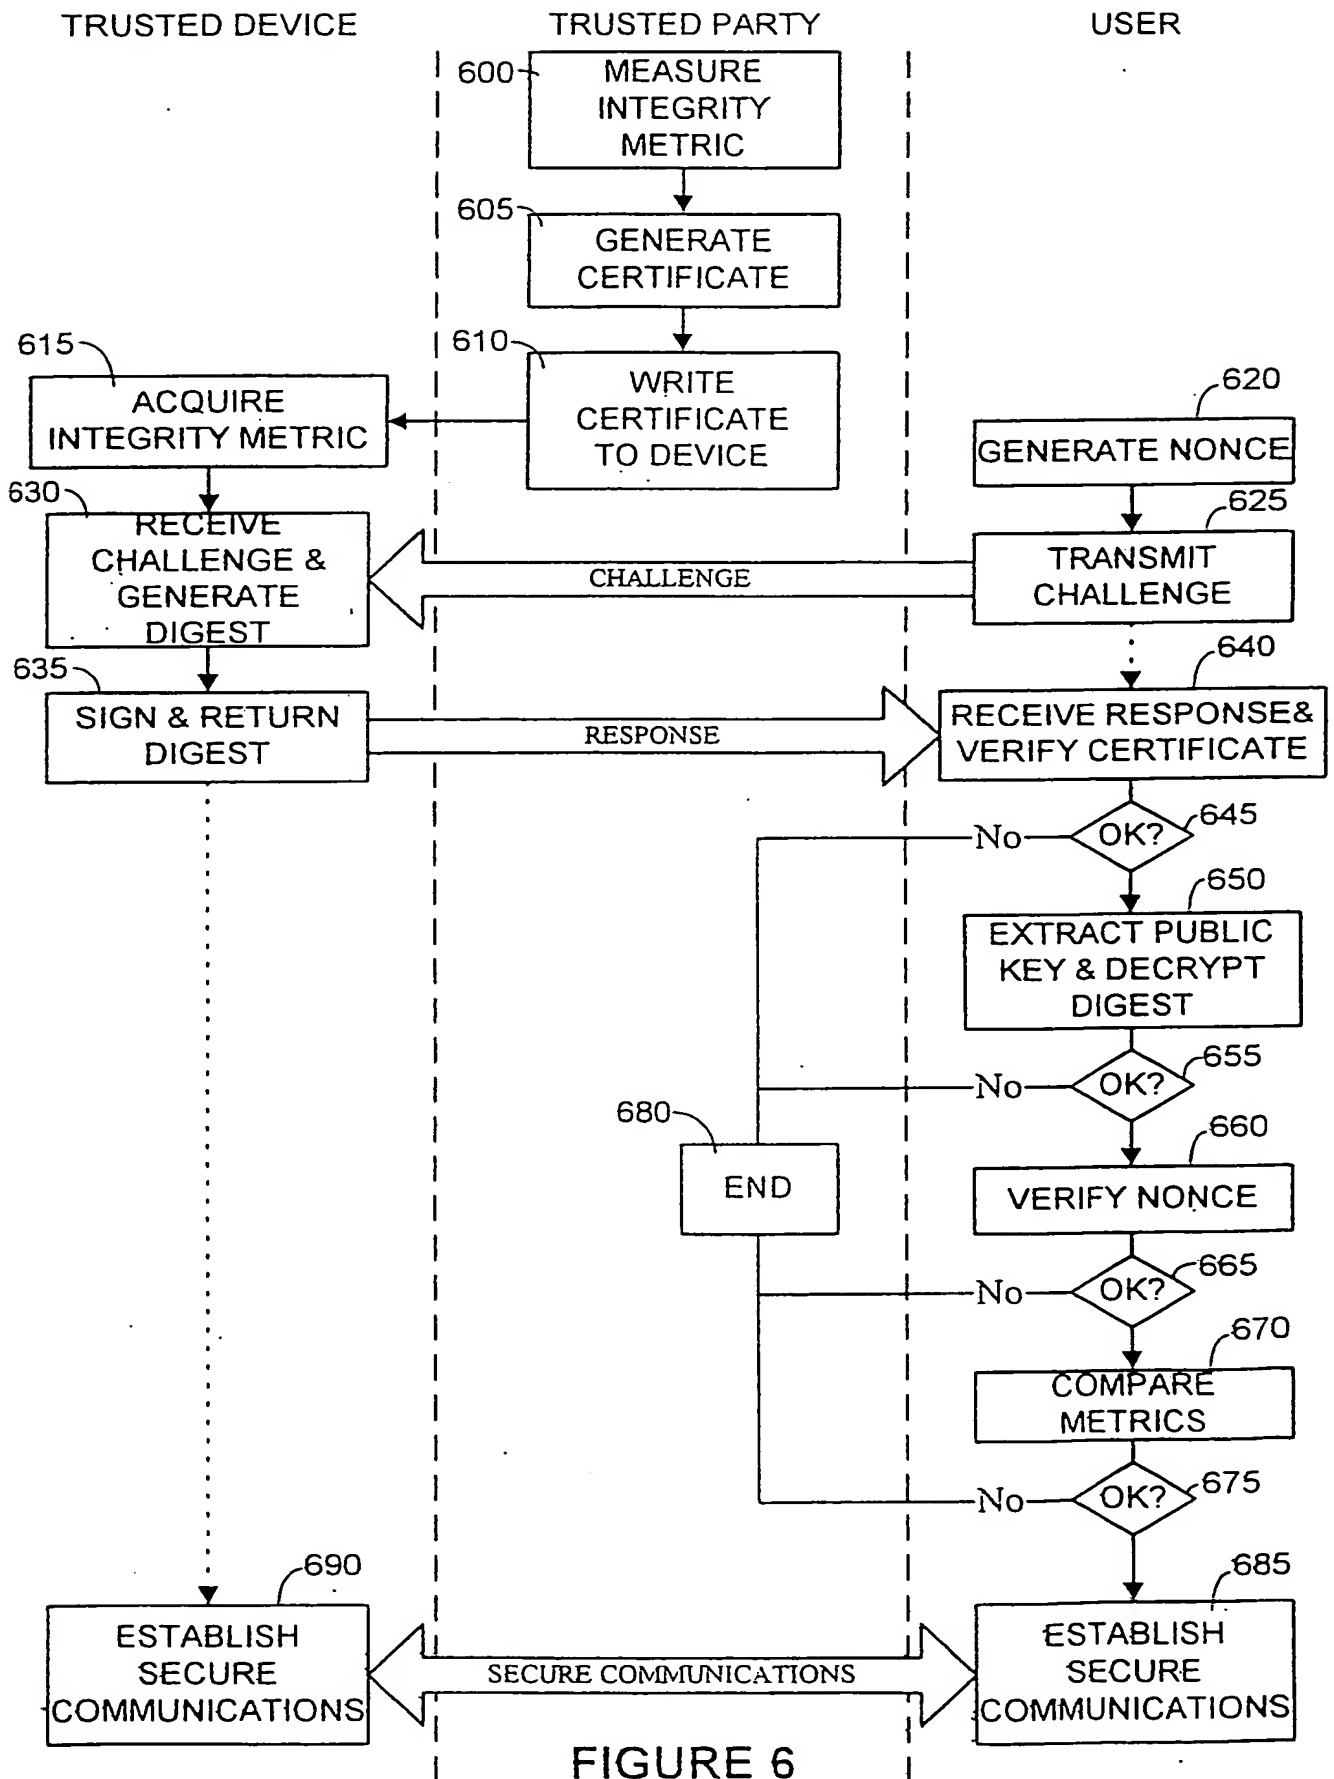 TRUSTED DEVICE
TRUSTED PARTY
USER
600
MEASURE
INTEGRITY
METRIC
605
GENERATE
CERTIFICATE
610
WRITE
CERTIFICATE
TO DEVICE
615
ACQUIRE
INTEGRITY METRIC
620
GENERATE NONCE
625
TRANSMIT
CHALLENGE
CHALLENGE
630
RECEIVE
CHALLENGE &
GENERATE
DIGEST
635
SIGN & RETURN
DIGEST
RESPONSE
640
RECEIVE RESPONSE&
VERIFY CERTIFICATE
645
OK?
No
650
EXTRACT PUBLIC
KEY & DECRYPT
DIGEST
655
OK?
No
660
VERIFY NONCE
680
END
665
OK?
No
670
COMPARE
METRICS
675
OK?
No
690
ESTABLISH
SECURE
COMMUNICATIONS
SECURE COMMUNICATIONS
685
ESTABLISH
SECURE
COMMUNICATIONS
FIGURE 6